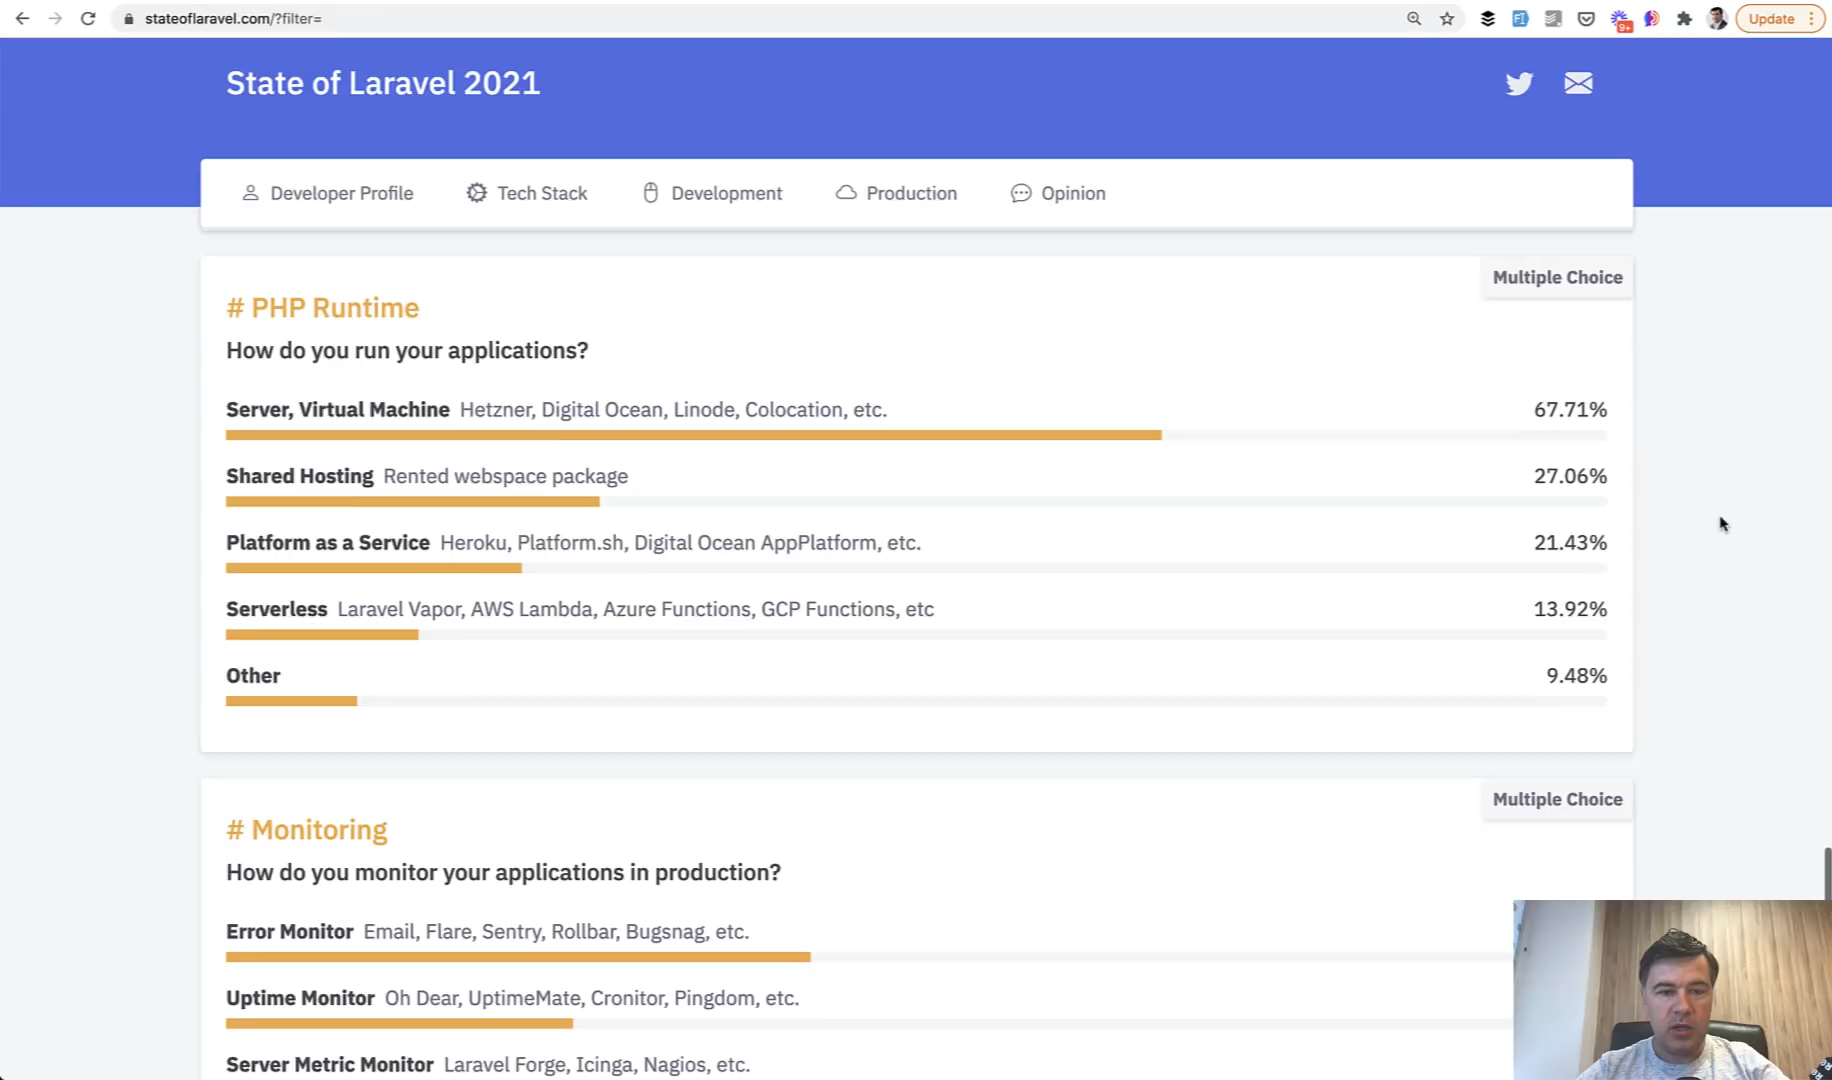 stateoflaravel.com/?filter=
9+
Update
State of Laravel 2021
Developer Profile
Tech Stack
Development
Production
Opinion
Multiple Choice
# PHP Runtime
How do you run your applications?
Server, Virtual Machine Hetzner, Digital Ocean, Linode, Colocation, etc. 67.71%
Shared Hosting Rented webspace package 27.06%
Platform as a Service Heroku, Platform.sh, Digital Ocean AppPlatform, etc. 21.43%
Serverless Laravel Vapor, AWS Lambda, Azure Functions, GCP Functions, etc 13.92%
Other 9.48%
Multiple Choice
# Monitoring
How do you monitor your applications in production?
Error Monitor Email, Flare, Sentry, Rollbar, Bugsnag, etc.
Uptime Monitor Oh Dear, UptimeMate, Cronitor, Pingdom, etc.
Server Metric Monitor Laravel Forge, Icinga, Nagios, etc.